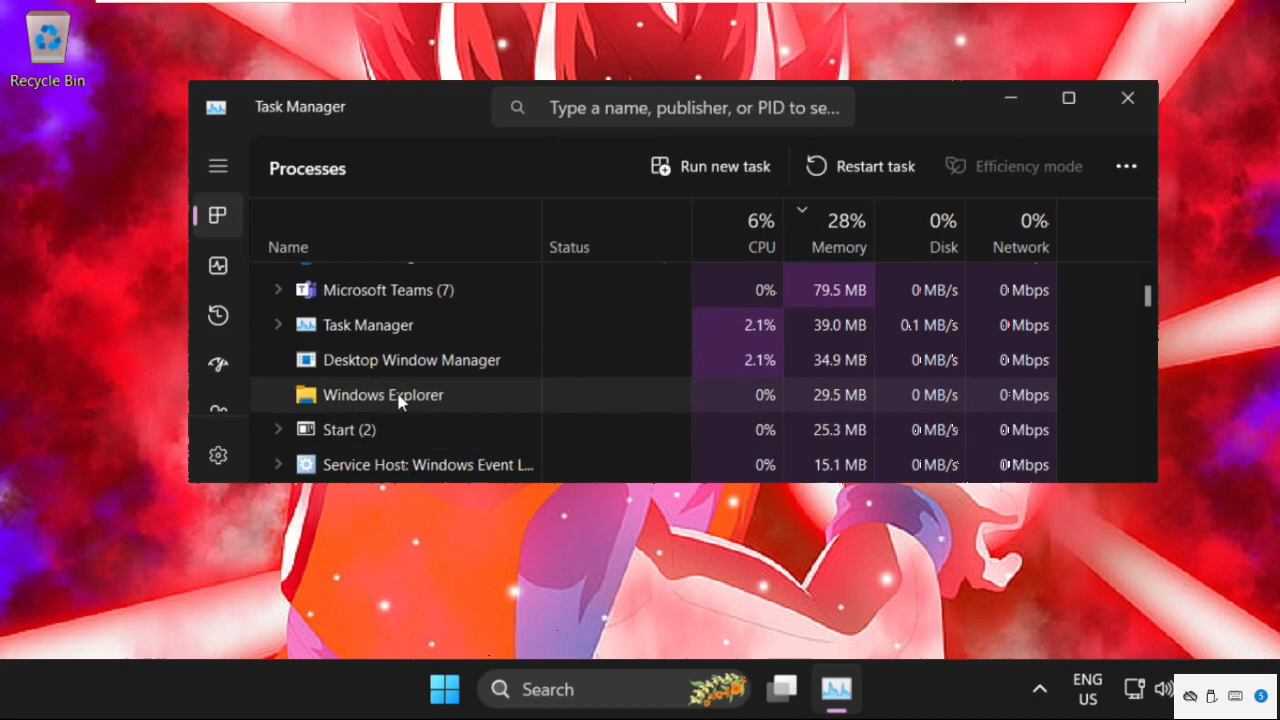 Recycle Bin
Task Manager
Type a name, publisher, or PID to se...
Processes
Run new task
Restart task
Efficiency mode
6% 28% 0% 0%
Name Status CPU Memory Disk Network
Microsoft Teams (7) 0% 79.5 MB 0 MB/s 0 Mbps
Task Manager 2.1% 39.0 MB 0.1 MB/s 0 Mbps
Desktop Window Manager 2.1% 34.9 MB 0 MB/s 0 Mbps
Windows Explorer 0% 29.5 MB 0 MB/s 0 Mbps
Start (2) 0% 25.3 MB 0 MB/s 0 Mbps
Service Host: Windows Event L... 0% 15.1 MB 0 MB/s 0 Mbps
Search
ENG
US
5